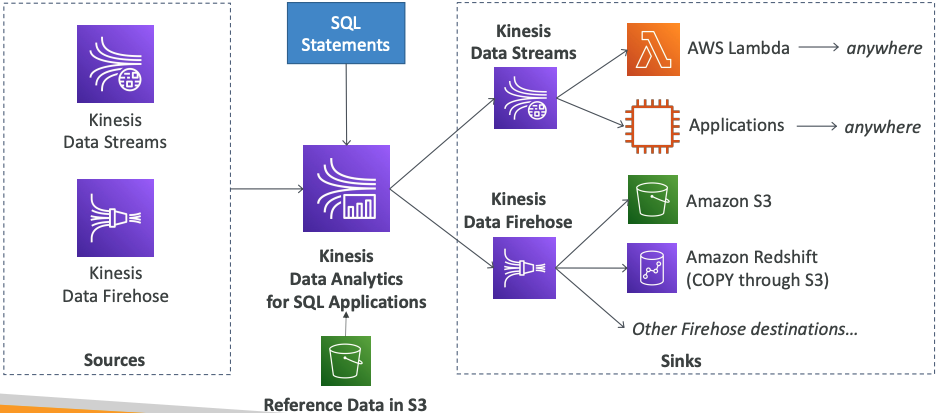 Kinesis
Data Streams
Kinesis
Data Firehose
Sources
SQL
Statements
Kinesis
Data Analytics
for SQL Applications
Reference Data in S3
Kinesis
Data Streams
AWS Lambda
anywhere
Applications
anywhere
Kinesis
Data Firehose
Amazon S3
Amazon Redshift
(COPY through S3)
Other Firehose destinations...
Sinks